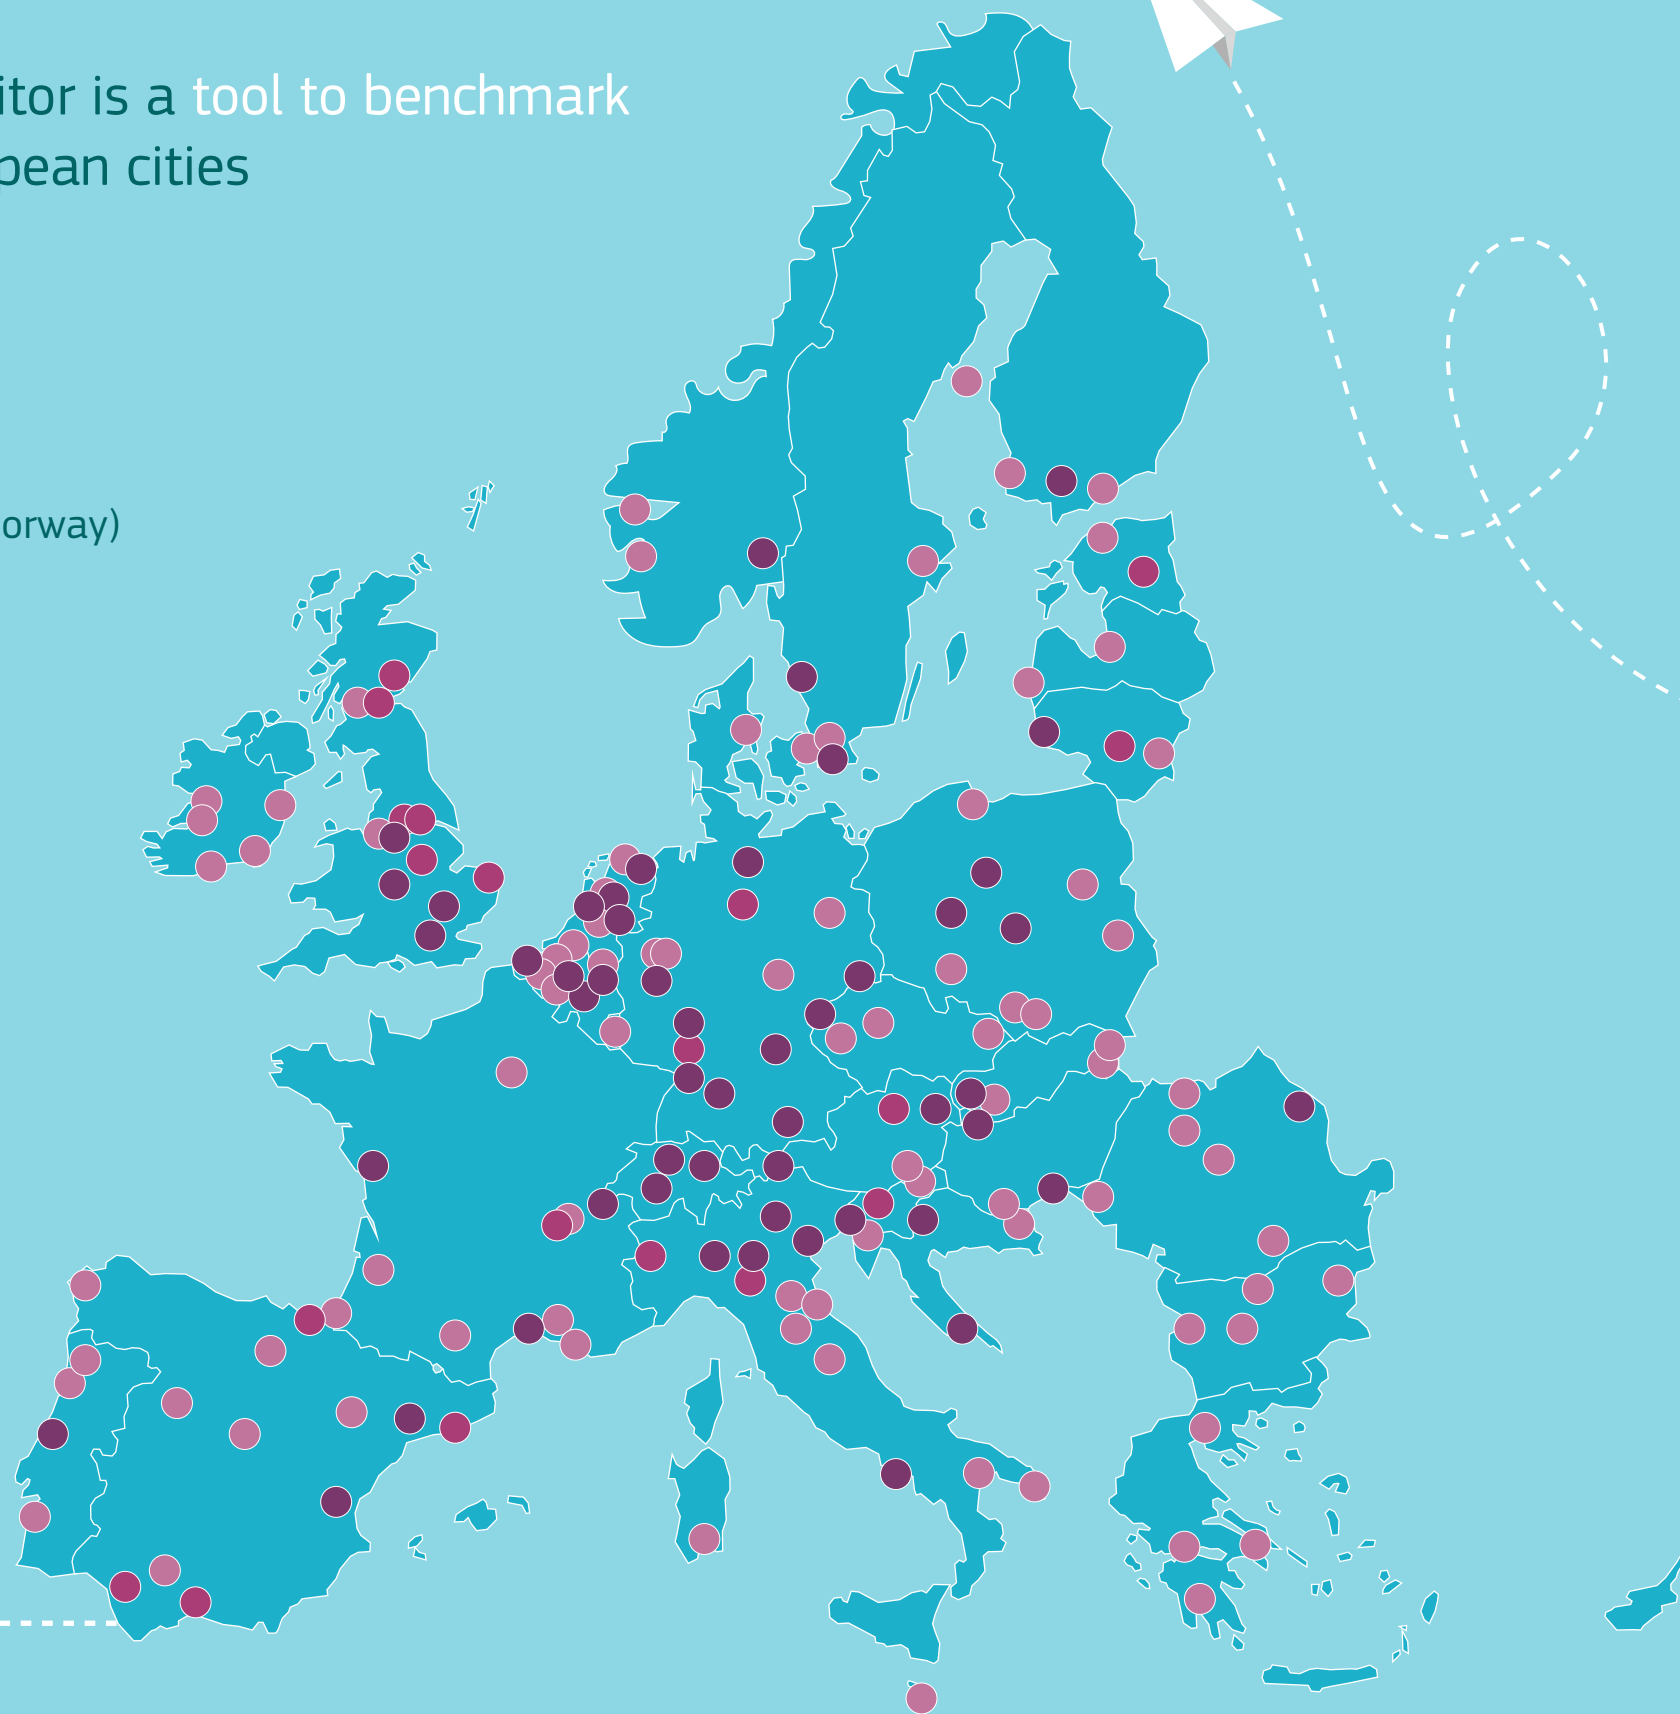 itor is a tool to benchmark
pean cities
orway)